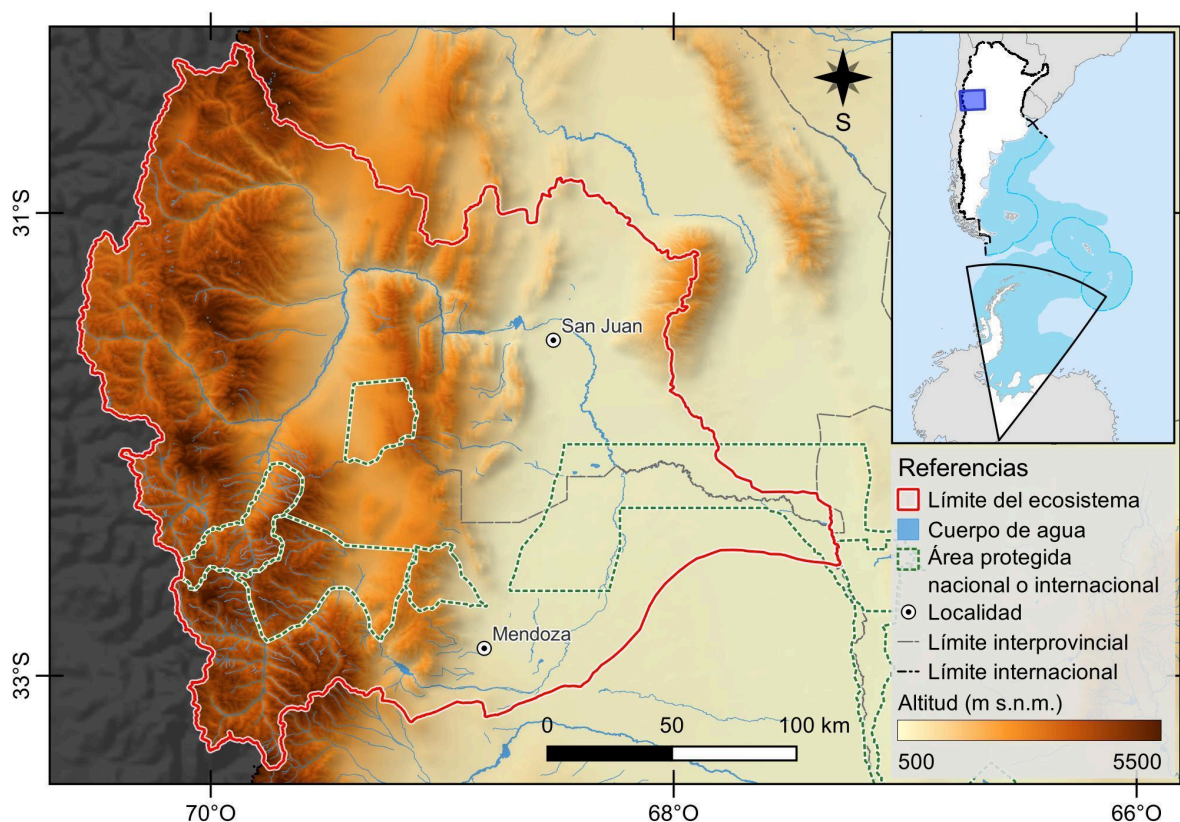 S
31°S
San Juan
Mendoza
33°S
0 50 100 km
70°O 68°O 66°O
Referencias
Límite del ecosistema
Cuerpo de agua
Área protegida
nacional o internacional
Localidad
Límite interprovincial
Límite internacional
Altitud (m s.n.m.)
500 5500